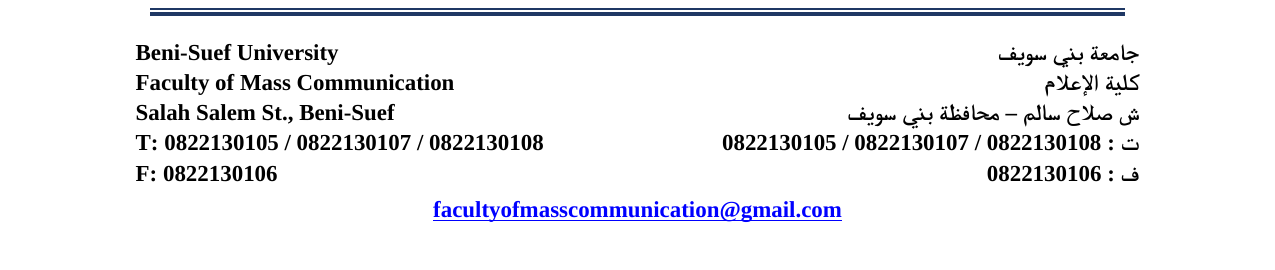 Beni-Suef University
Faculty of Mass Communication
Salah Salem St., Beni-Suef
T: 0822130105 / 0822130107 / 0822130108
F: 0822130106
جامعة بني سويف
كلية الإعلام
ش صلاح سالم – محافظة بني سويف
ت : 0822130108 / 0822130107 / 0822130105
ف : 0822130106
facultyofmasscommunication@gmail.com